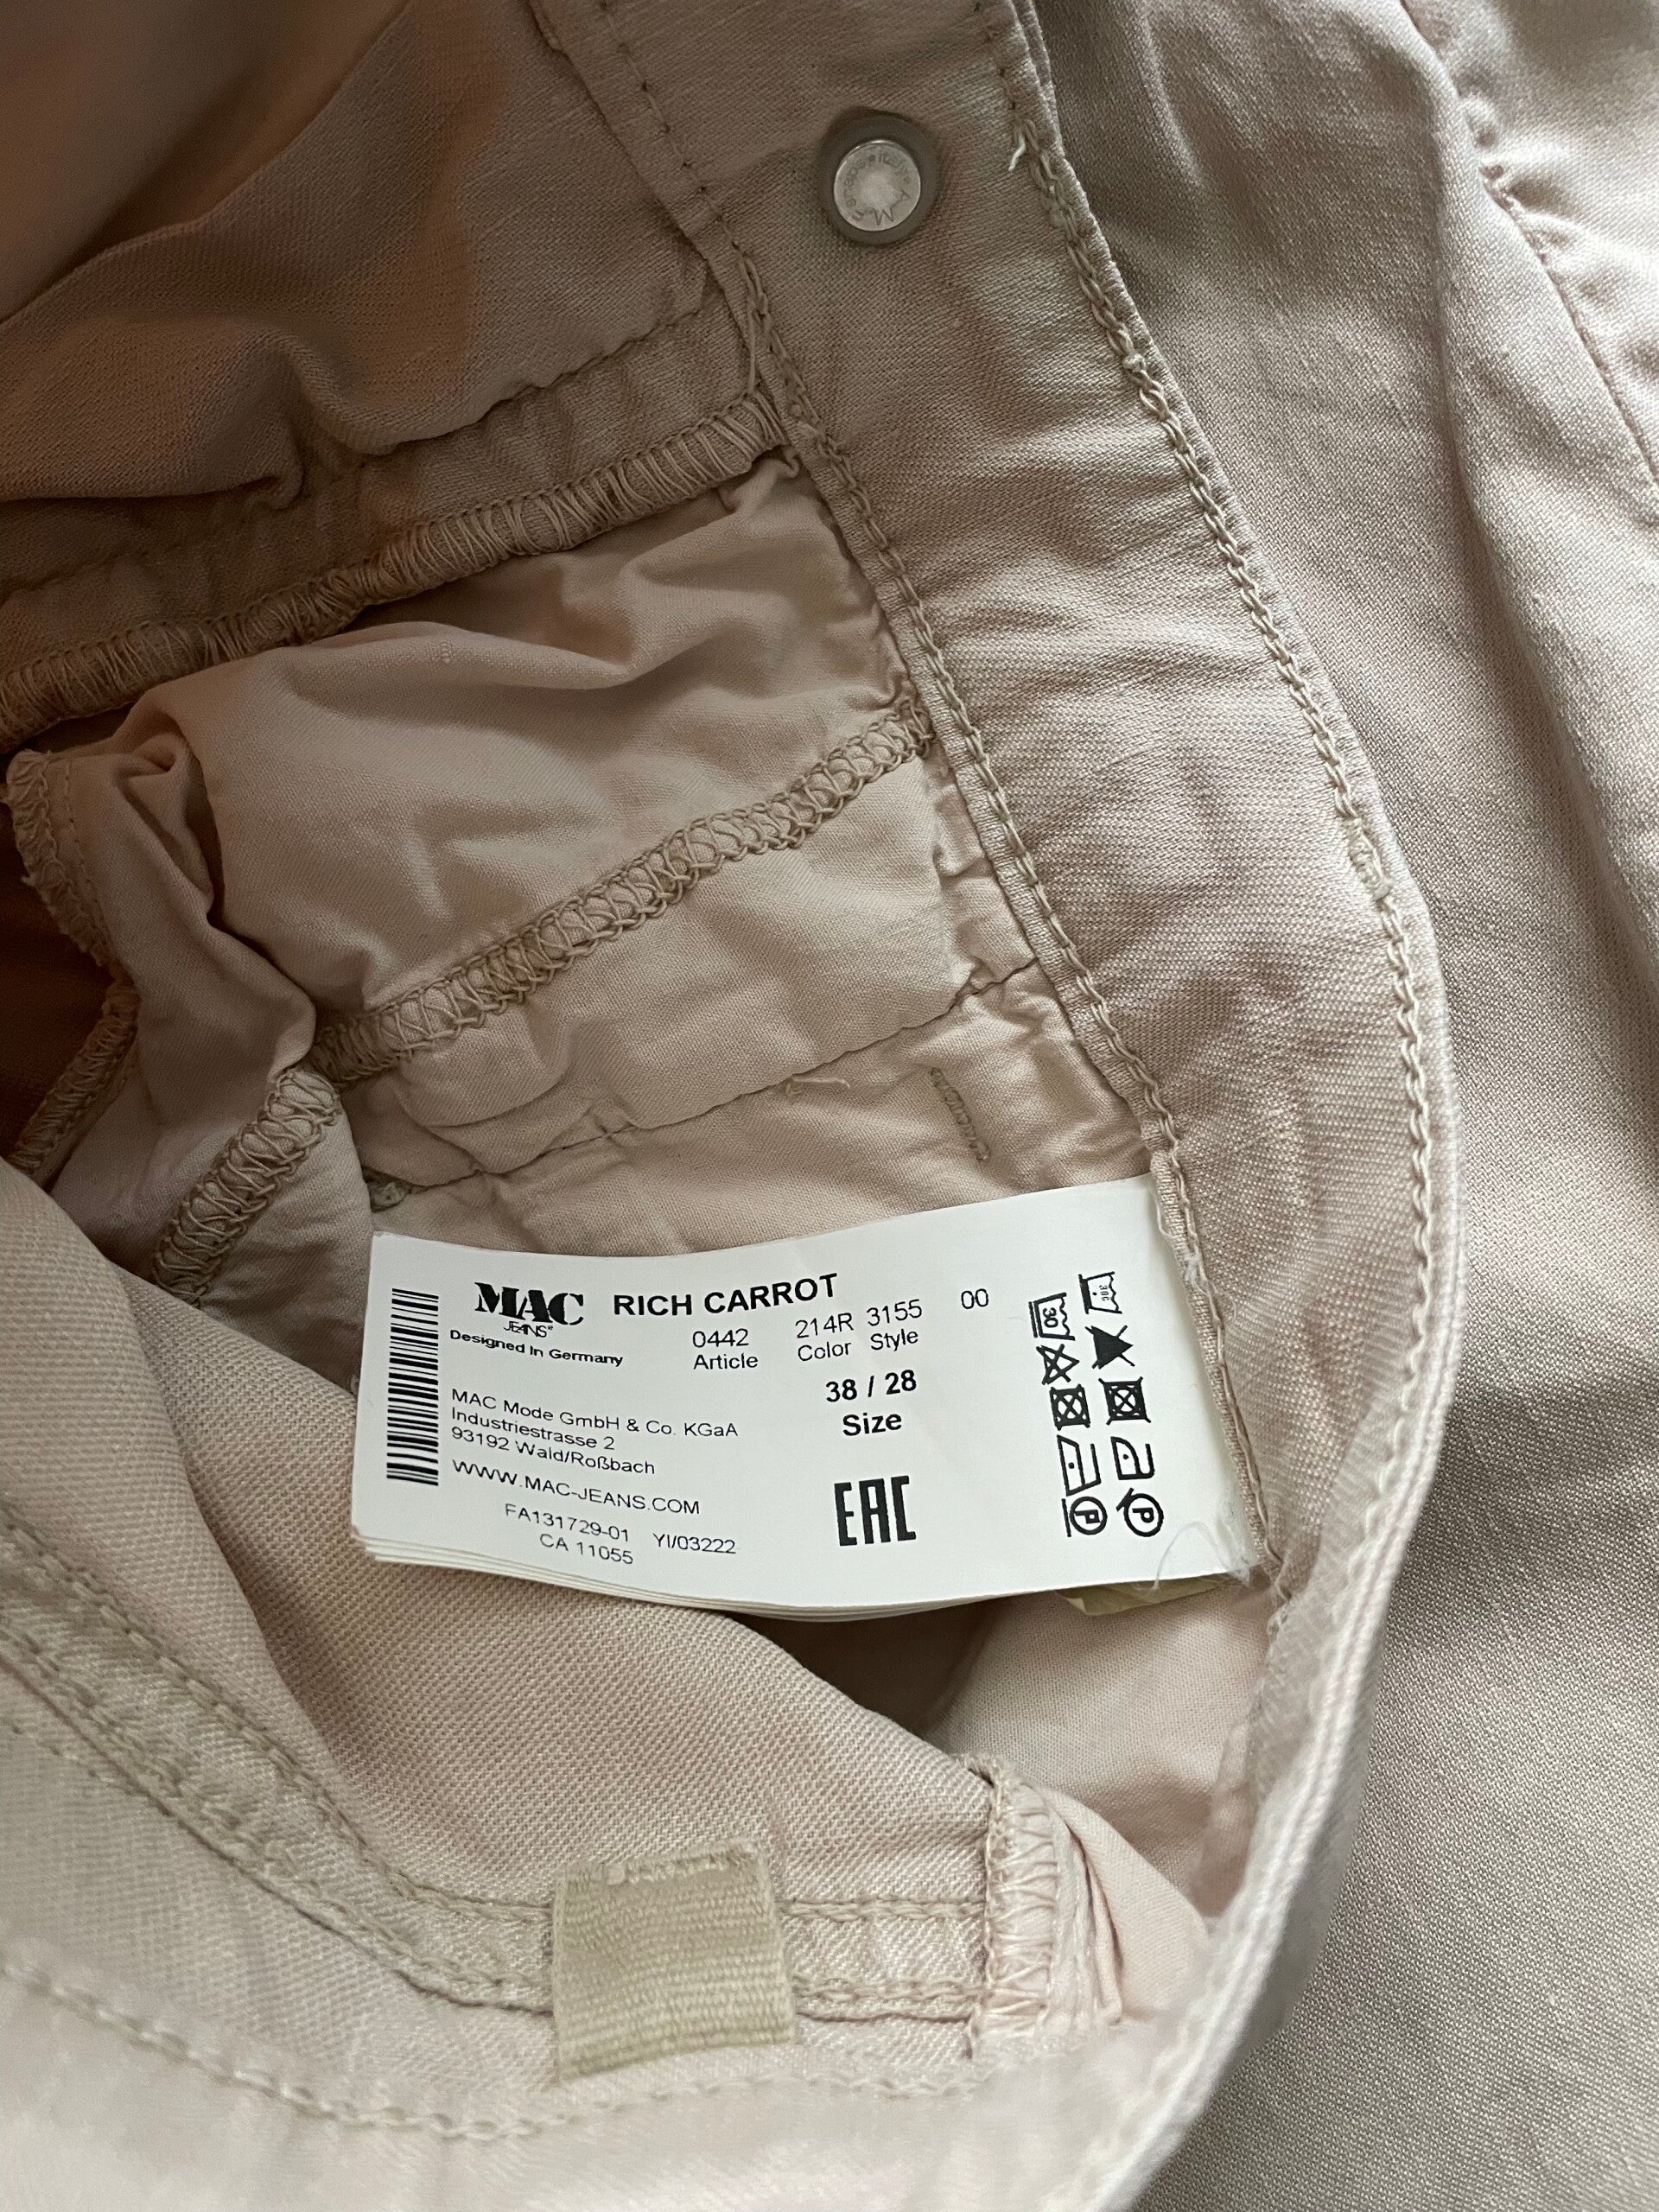 MAC
JEANS®
Designed In Germany
RICH CARROT
0442 214R 3155 00
Article Color Style
38 / 28
Size
MAC Mode GmbH & Co. KGaA
Industriestrasse 2
93192 Wald/Roßbach
WWW.MAC-JEANS.COM
FA131729-01 YI/03222
CA 11055
EAC
30
30C
P
P